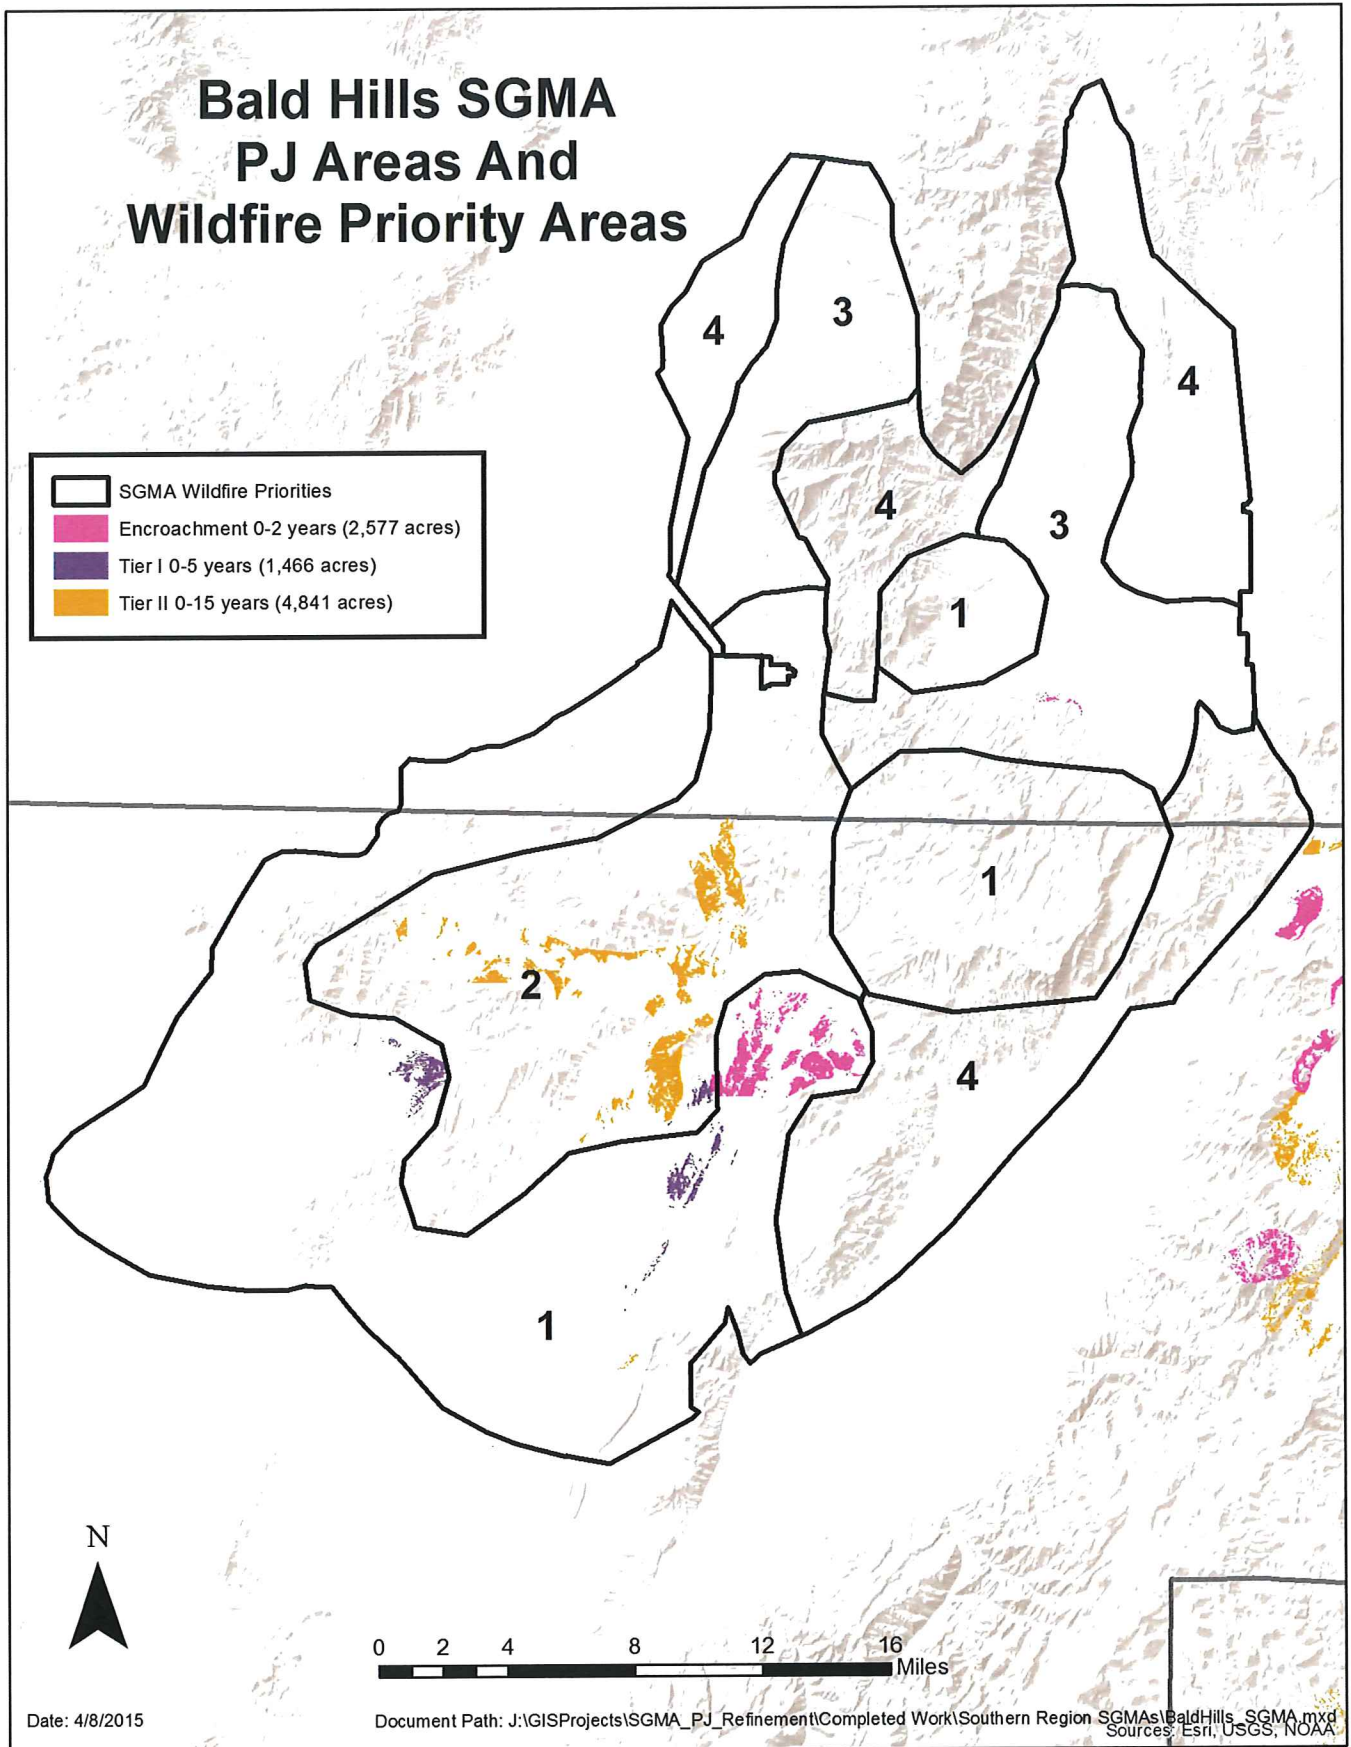 Bald Hills SGMA
PJ Areas And
Wildfire Priority Areas
4
3
4
4
3
1
SGMA Wildfire Priorities
Encroachment 0-2 years (2,577 acres)
Tier I 0-5 years (1,466 acres)
Tier II 0-15 years (4,841 acres)
1
2
4
1
N
0 2 4 8 12 16
Miles
Date: 4/8/2015
Document Path: J:\GISProjects\SGMA_PJ_Refinement\Completed Work\Southern Region SGMAs\BaldHills_SGMA.mxd
Sources: Esri, USGS, NOAA